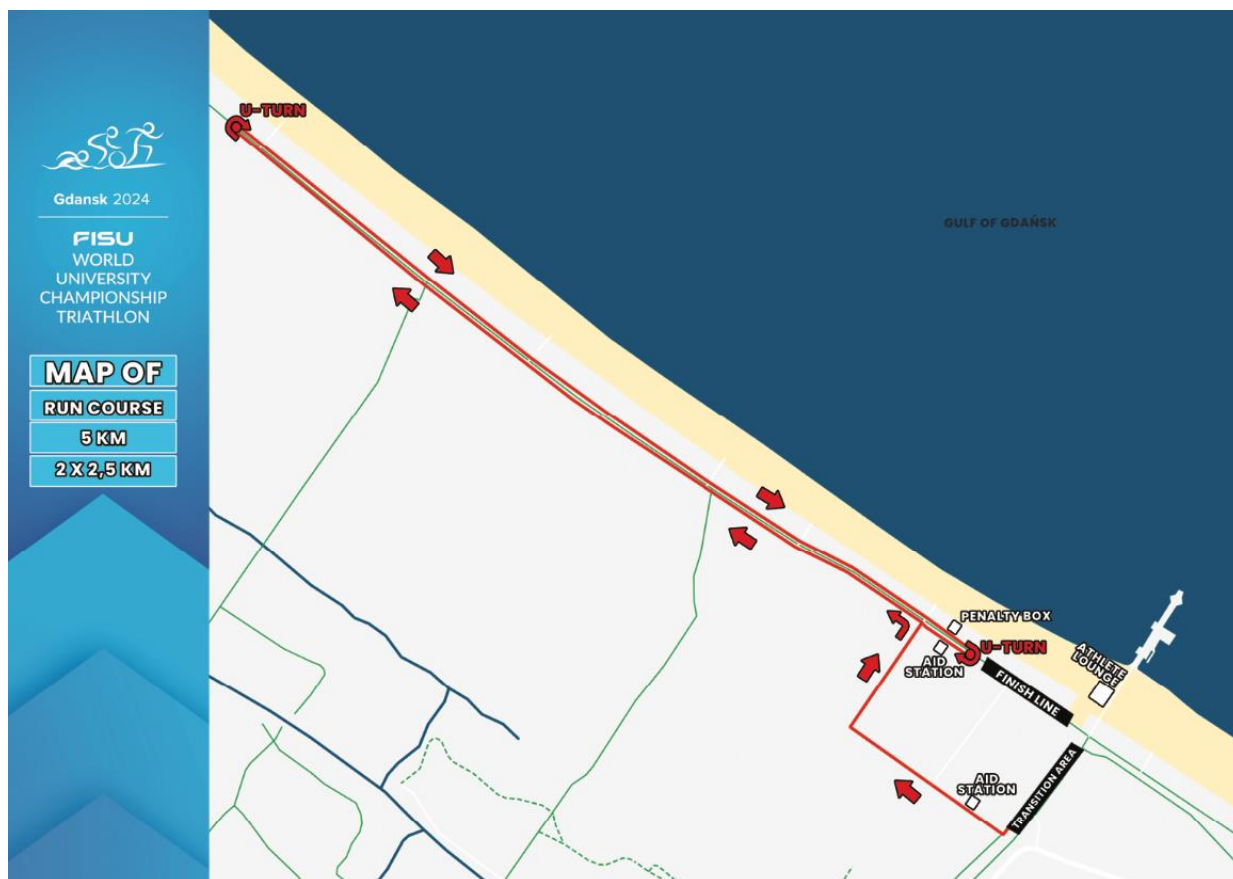 Gdansk 2024
FISU
WORLD
UNIVERSITY
CHAMPIONSHIP
TRIATHLON
MAP OF
RUN COURSE
5 KM
2 X 2,5 KM
U-TURN
GULF OF GDAŃSK
PENALTY BOX
U-TURN
AID
STATION
FINISH LINE
ATHLETE
LOUNGE
AID
STATION
TRANSITION AREA